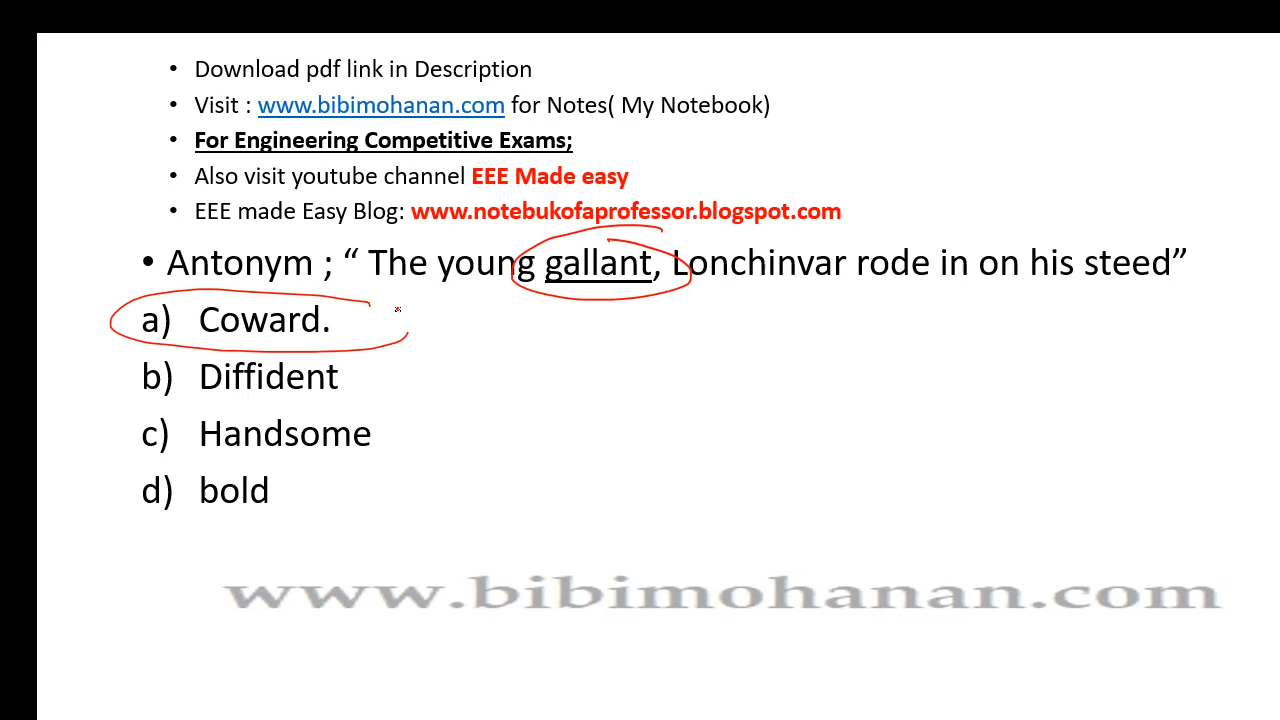 • Download pdf link in Description
• Visit : www.bibimohanan.com for Notes( My Notebook)
• For Engineering Competitive Exams;
• Also visit youtube channel EEE Made easy
• EEE made Easy Blog: www.notebukofaprofessor.blogspot.com
• Antonym ; “ The young gallant, Lonchinvar rode in on his steed”
a) Coward.
b) Diffident
c) Handsome
d) bold
www.bibimohanan.com